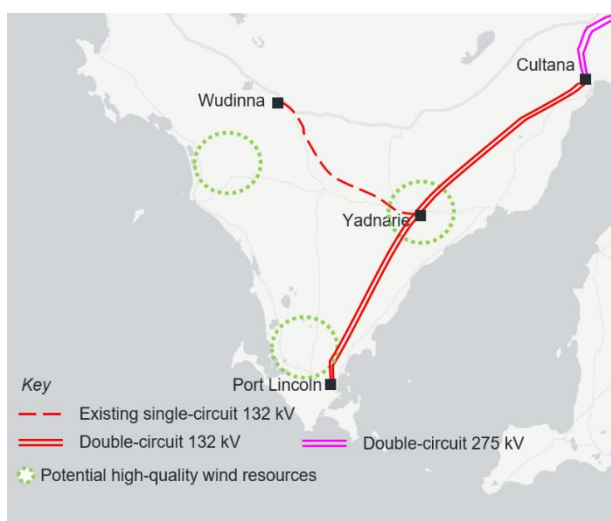 Cultana
Wudinna
Yadnarie
Port Lincoln
Key
Existing single-circuit 132 kV
Double-circuit 132 kV
Double-circuit 275 kV
Potential high-quality wind resources